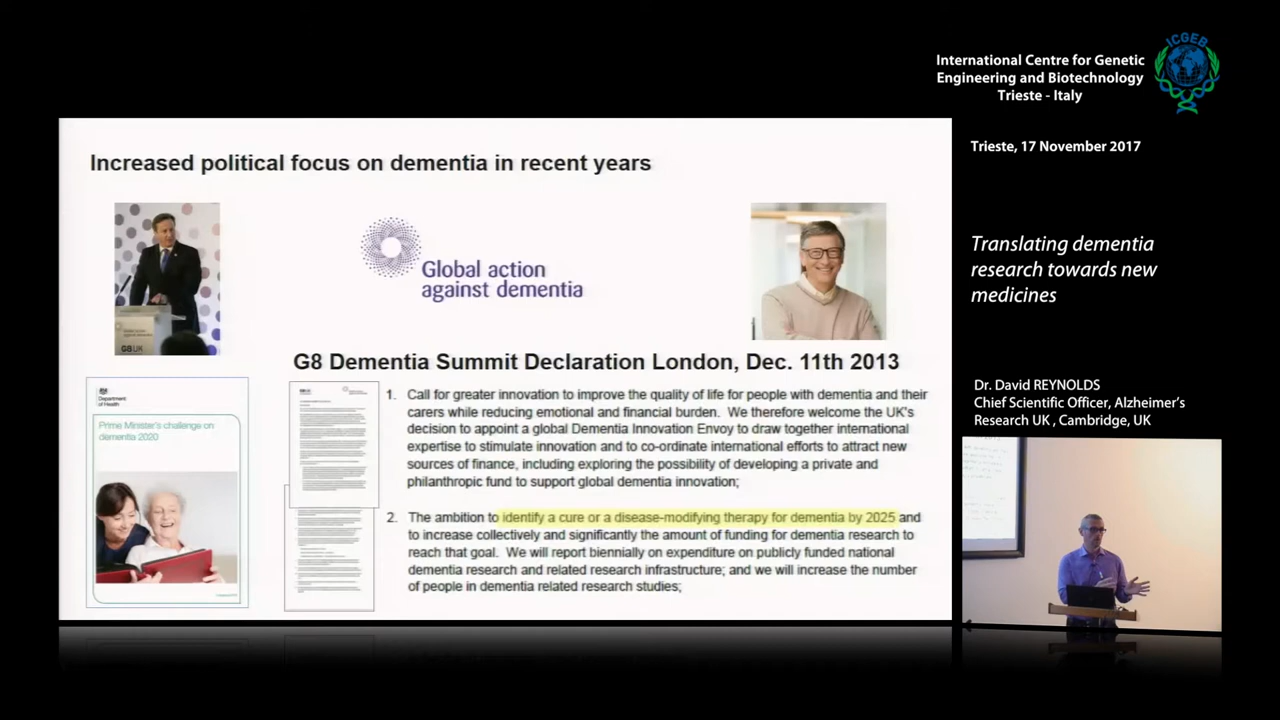 International Centre for Genetic
Engineering and Biotechnology
Trieste - Italy
ICGEB
Trieste, 17 November 2017
Increased political focus on dementia in recent years
Global action
against dementia
G8 UK
G8 Dementia Summit Declaration London, Dec. 11th 2013
Department
of Health
Prime Minister's challenge on
dementia 2020
1. Call for greater innovation to improve the quality of life for people with dementia and their
carers while reducing emotional and financial burden. We therefore welcome the UK's
decision to appoint a global Dementia Innovation Envoy to draw together international
expertise to stimulate innovation and to co-ordinate international efforts to attract new
sources of finance, including exploring the possibility of developing a private and
philanthropic fund to support global dementia innovation;
2. The ambition to identify a cure or a disease-modifying therapy for dementia by 2025 and
to increase collectively and significantly the amount of funding for dementia research to
reach that goal. We will report biennially on expenditure on publicly funded national
dementia research and related research infrastructure; and we will increase the number
of people in dementia related research studies;
Translating dementia
research towards new
medicines
Dr. David REYNOLDS
Chief Scientific Officer, Alzheimer's
Research UK , Cambridge, UK